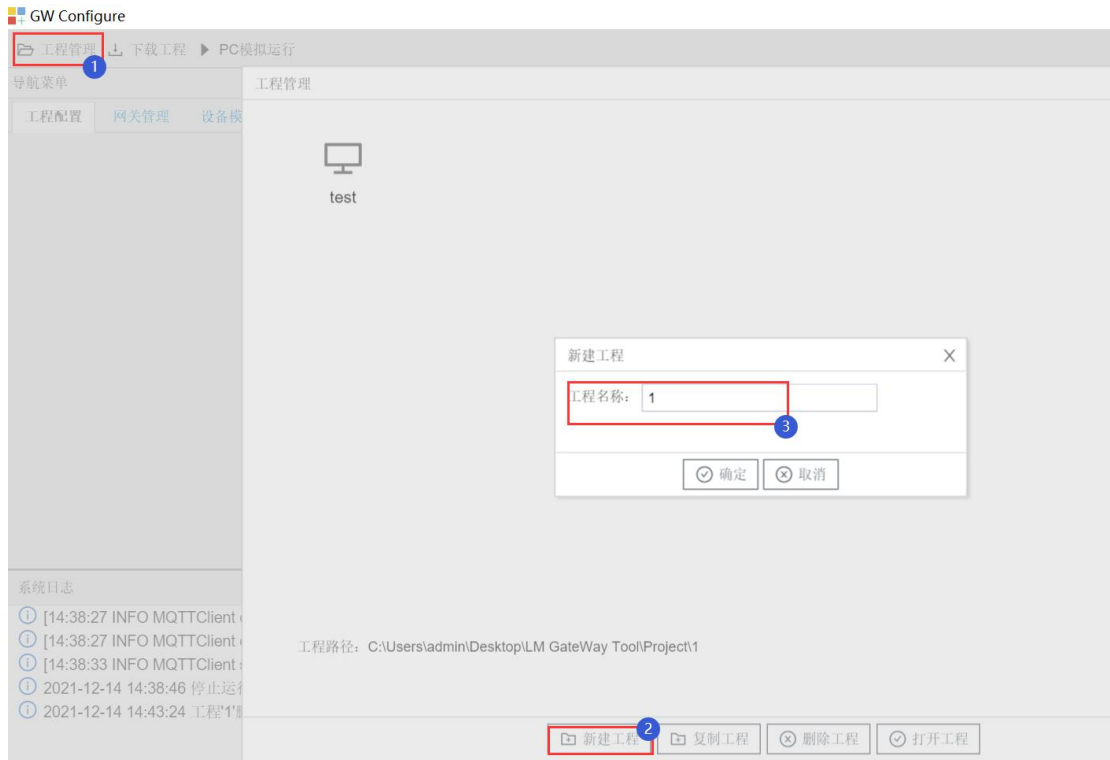 GW Configure
工程管理 下载工程 PC模拟运行
1
导航菜单
工程管理
工程配置 网关管理 设备模
test
新建工程
工程名称： 1
3
确定 取消
系统日志
[14:38:27 INFO MQTTClient
[14:38:27 INFO MQTTClient
[14:38:33 INFO MQTTClient
2021-12-14 14:38:46 停止运行
2021-12-14 14:43:24 工程'1'
工程路径：C:\Users\admin\Desktop\LM GateWay Tool\Project\1
2
新建工程 复制工程 删除工程 打开工程